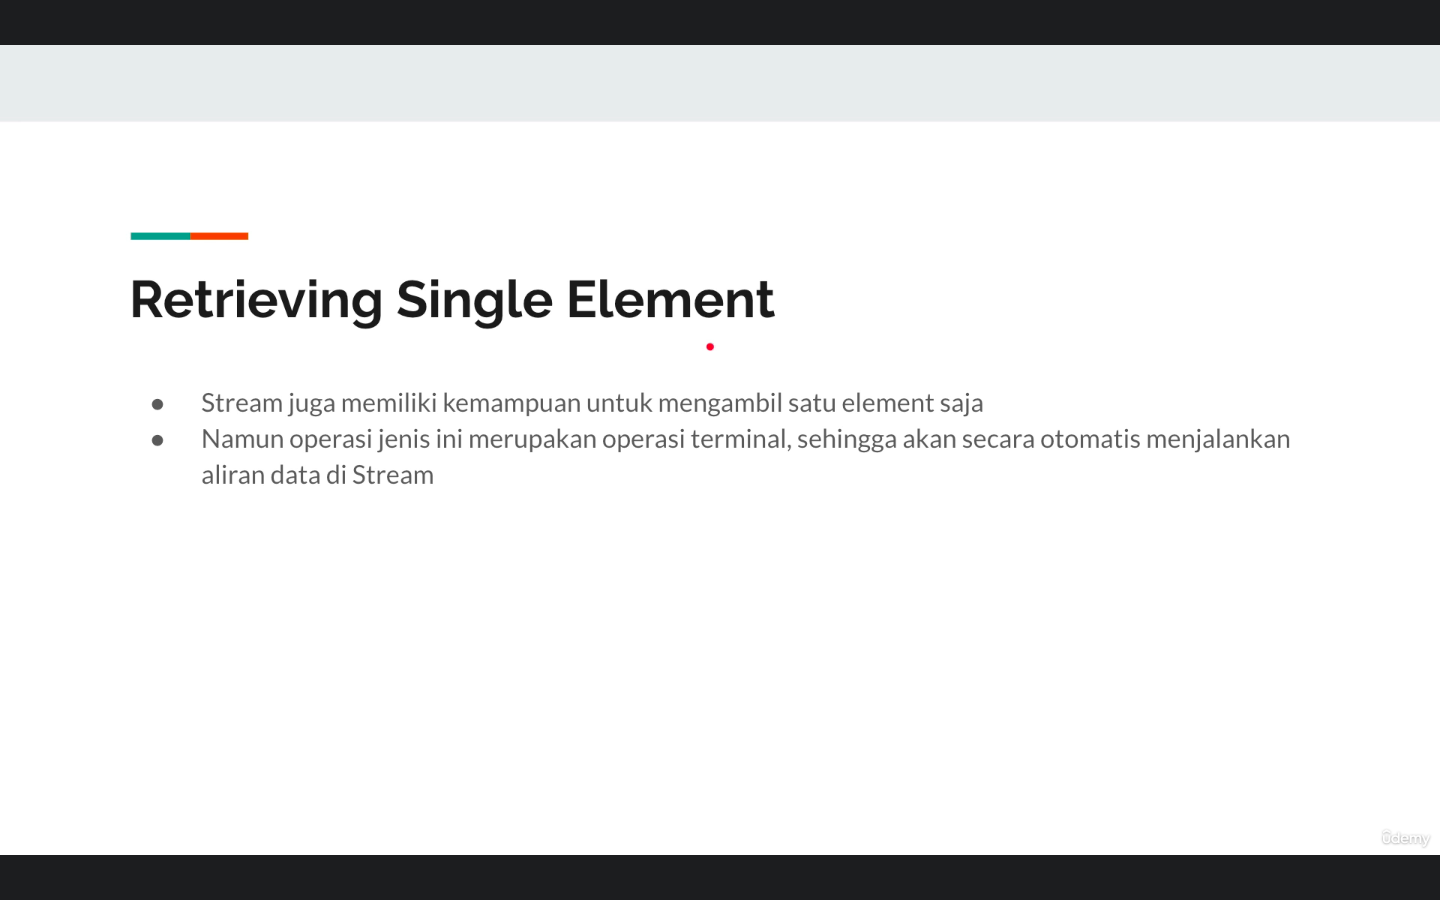 Retrieving Single Element
● Stream juga memiliki kemampuan untuk mengambil satu element saja
● Namun operasi jenis ini merupakan operasi terminal, sehingga akan secara otomatis menjalankan
aliran data di Stream
ûdemy